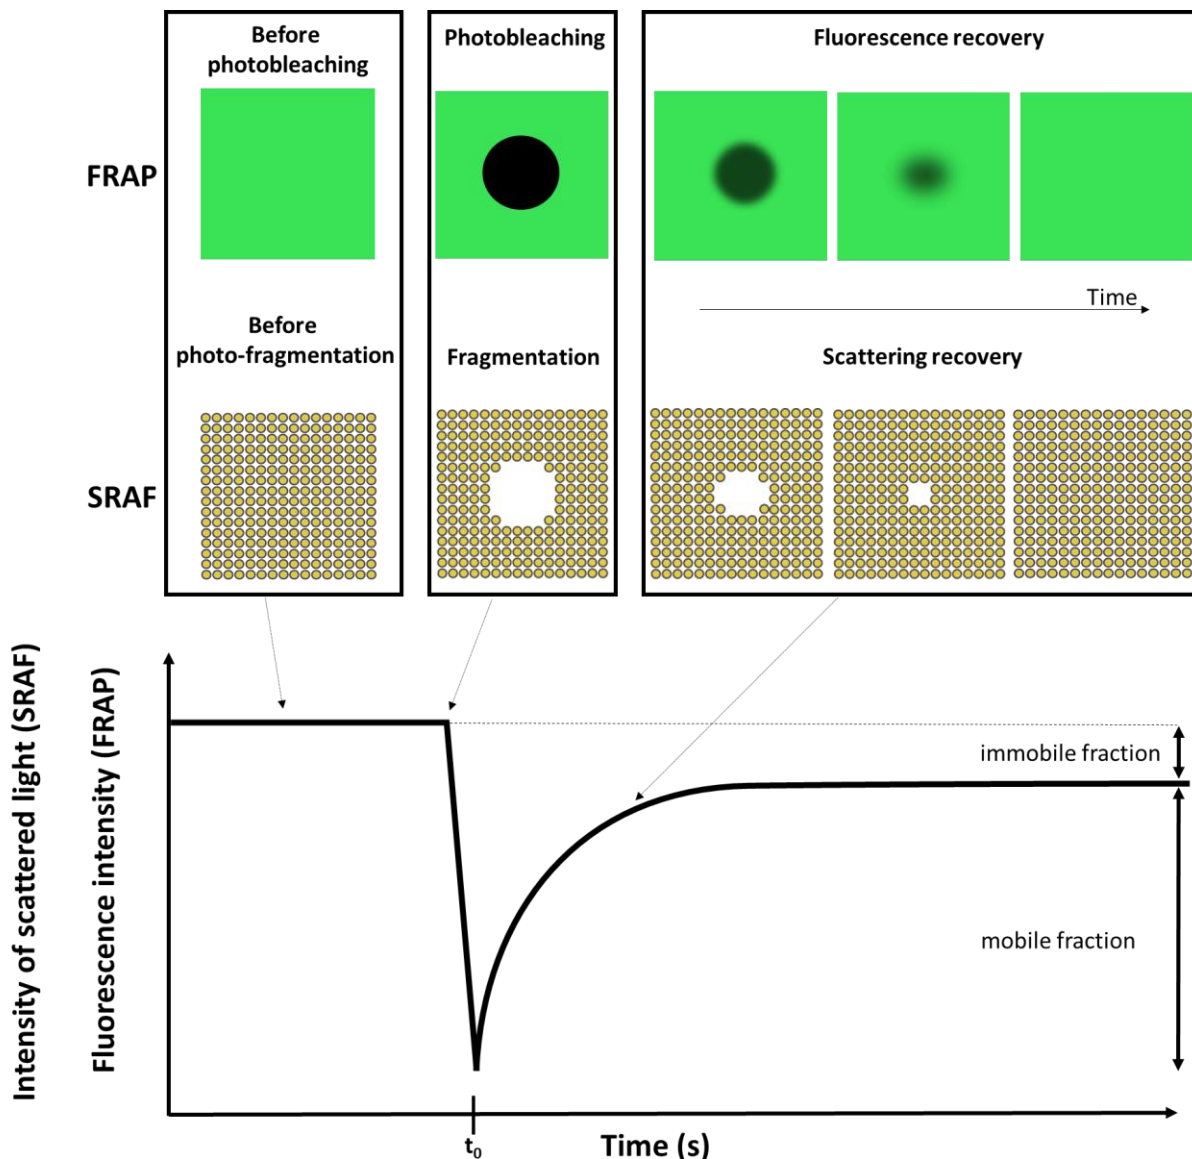 Before
photobleaching
Photobleaching
Fluorescence recovery
FRAP
Time
Before
photo-fragmentation
Fragmentation
Scattering recovery
SRAF
Intensity of scattered light (SRAF)
Fluorescence intensity (FRAP)
immobile fraction
mobile fraction
t0
Time (s)